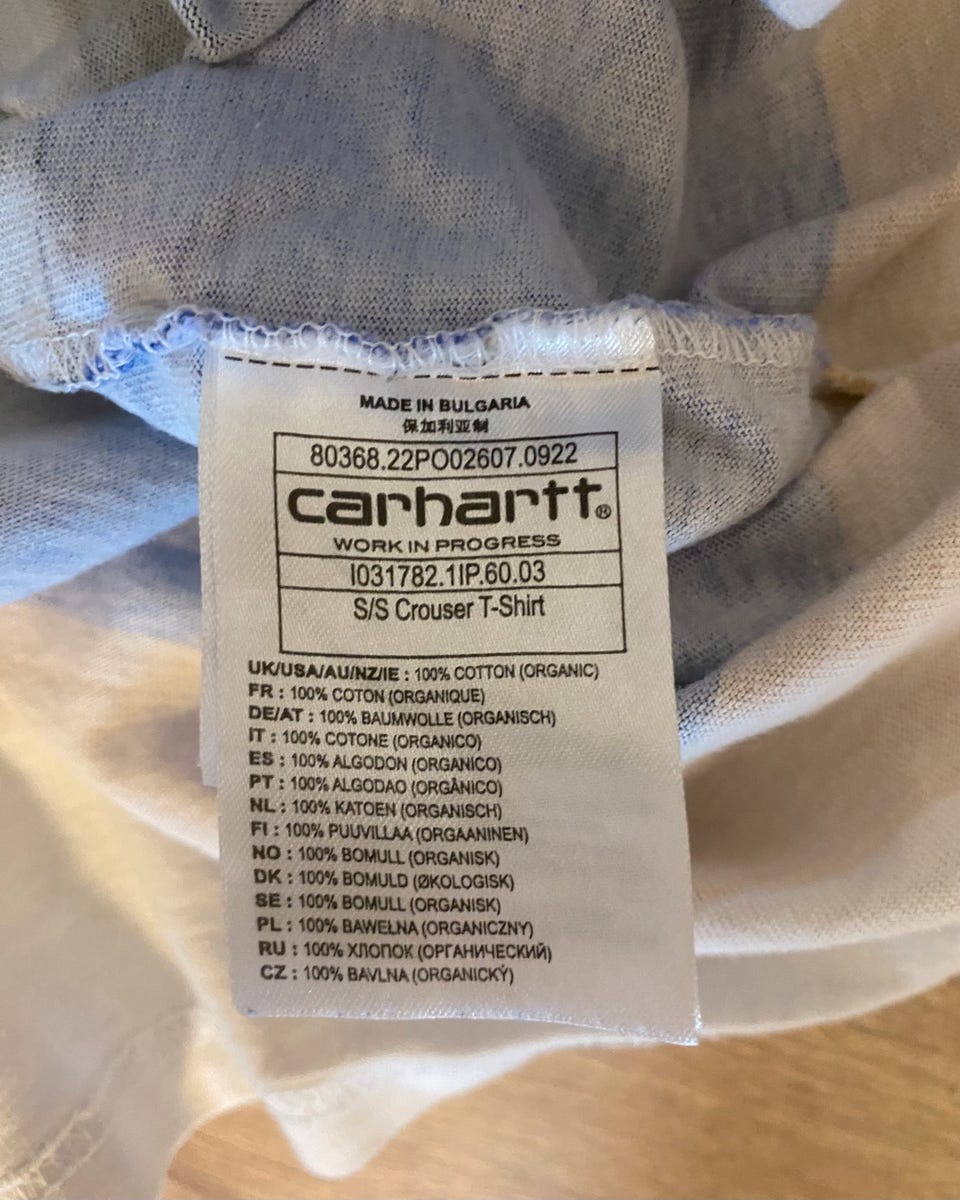 MADE IN BULGARIA
保加利亚制
80368.22PO02607.0922
carhartt®
WORK IN PROGRESS
I031782.1IP.60.03
S/S Crouser T-Shirt
UK/USA/AU/NZ/IE : 100% COTTON (ORGANIC)
FR : 100% COTON (ORGANIQUE)
DE/AT : 100% BAUMWOLLE (ORGANISCH)
IT : 100% COTONE (ORGANICO)
ES : 100% ALGODON (ORGANICO)
PT : 100% ALGODAO (ORGÂNICO)
NL : 100% KATOEN (ORGANISCH)
FI : 100% PUUVILLAA (ORGAANINEN)
NO : 100% BOMULL (ORGANISK)
DK : 100% BOMULD (ØKOLOGISK)
SE : 100% BOMULL (ORGANISK)
PL : 100% BAWEŁNA (ORGANICZNY)
RU : 100% ХЛОПОК (ОРГАНИЧЕСКИЙ)
CZ : 100% BAVLNA (ORGANICKÝ)